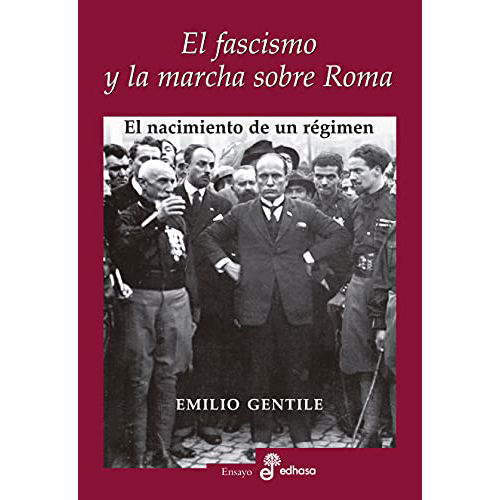 El fascismo
y la marcha sobre Roma
El nacimiento de un régimen
EMILIO GENTILE
Ensayo edhasa